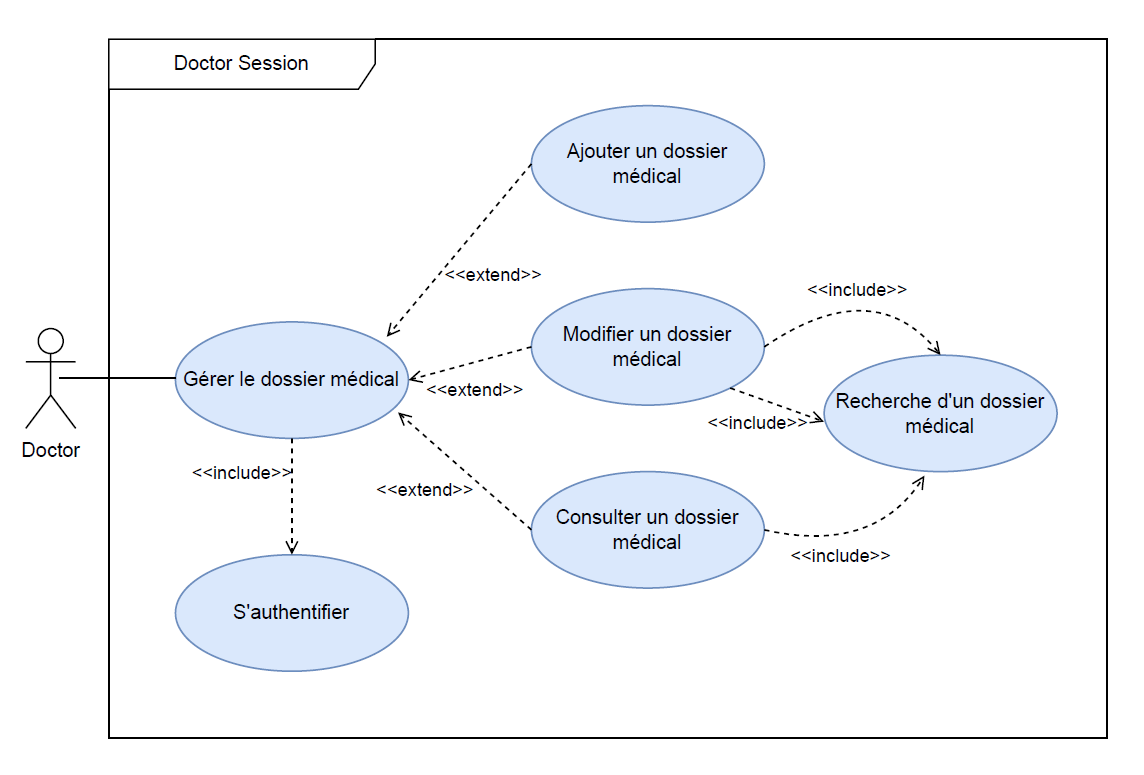 Doctor Session
Ajouter un dossier
médical
<<extend>>
<<include>>
Modifier un dossier
médical
Gérer le dossier médical
<<extend>>
Recherche d'un dossier
médical
<<include>>
Doctor
<<include>>
<<extend>>
Consulter un dossier
médical
<<include>>
S'authentifier